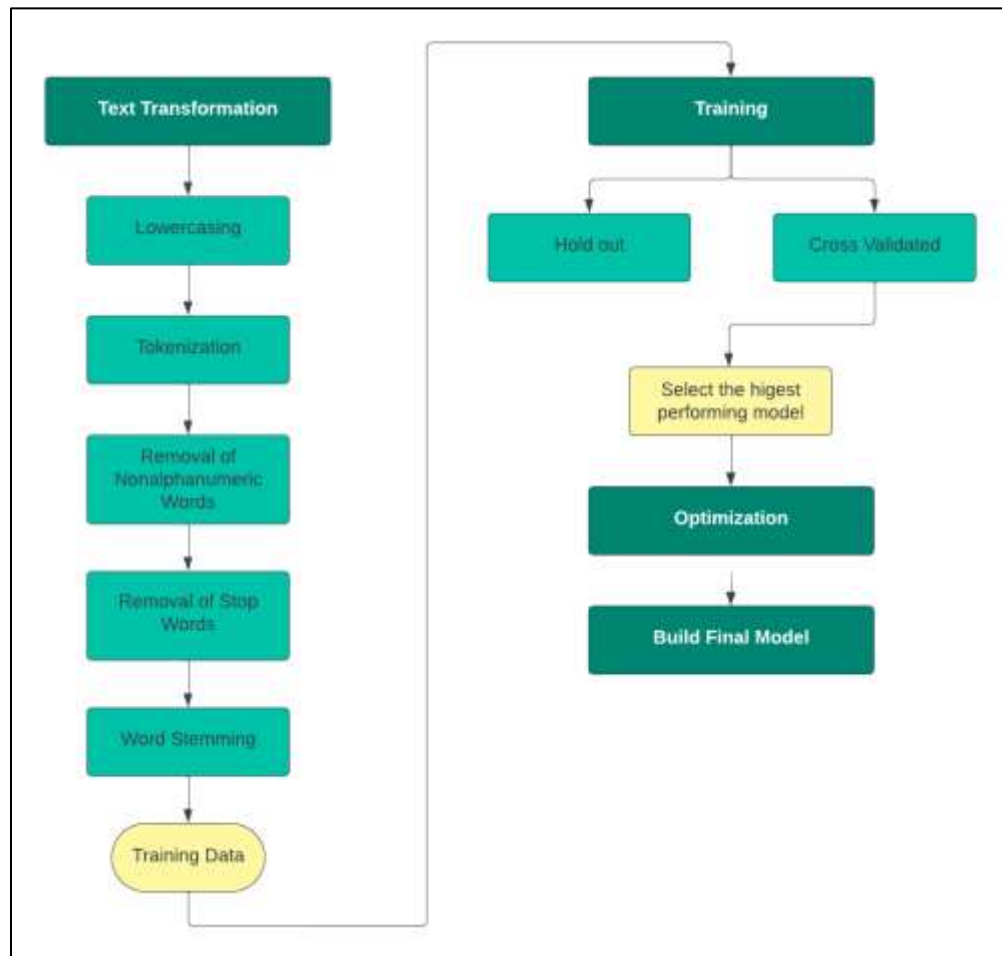 Text Transformation
Lowercasing
Tokenization
Removal of
Nonalphanumeric
Words
Removal of Stop
Words
Word Stemming
Training Data
Training
Hold out
Cross Validated
Select the higest
performing model
Optimization
Build Final Model